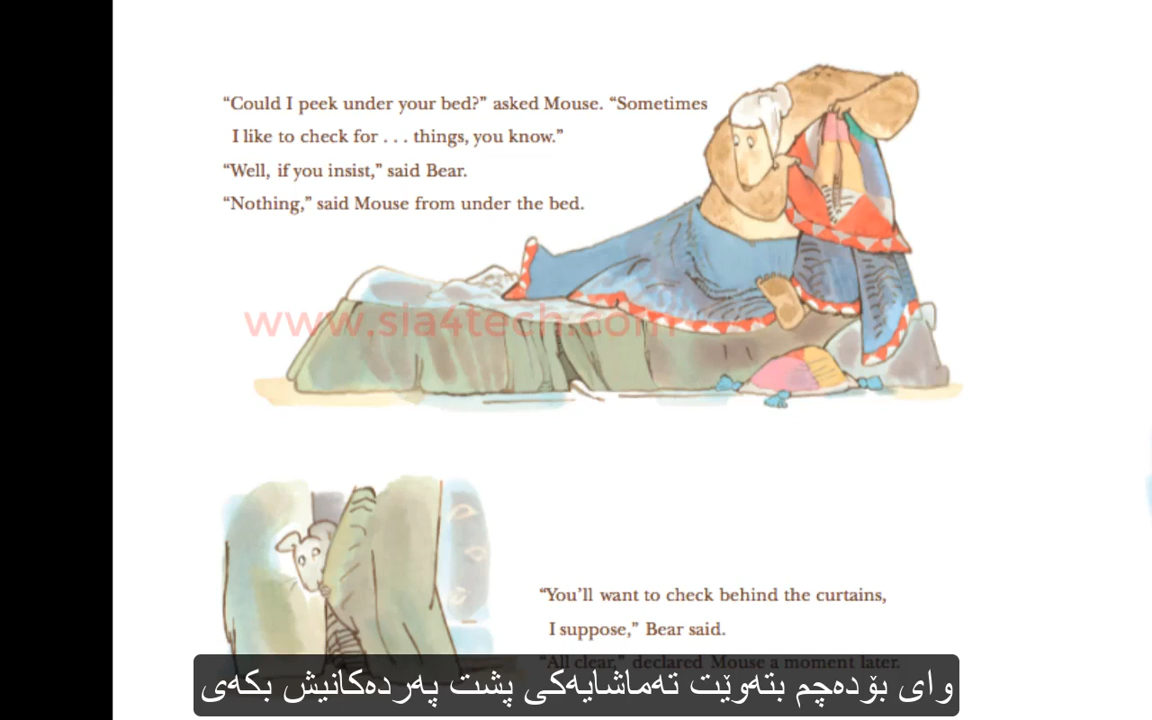 “Could I peek under your bed?” asked Mouse. “Sometimes
I like to check for . . . things, you know.”
“Well, if you insist,” said Bear.
“Nothing,” said Mouse from under the bed.
www.sla4tech.com
“You’ll want to check behind the curtains,
I suppose,” Bear said.
“All clear,” declared Mouse a moment later.
وای بۆدەچم بتەوێت تەماشایەکی پشت پەردەکانیش بکەی